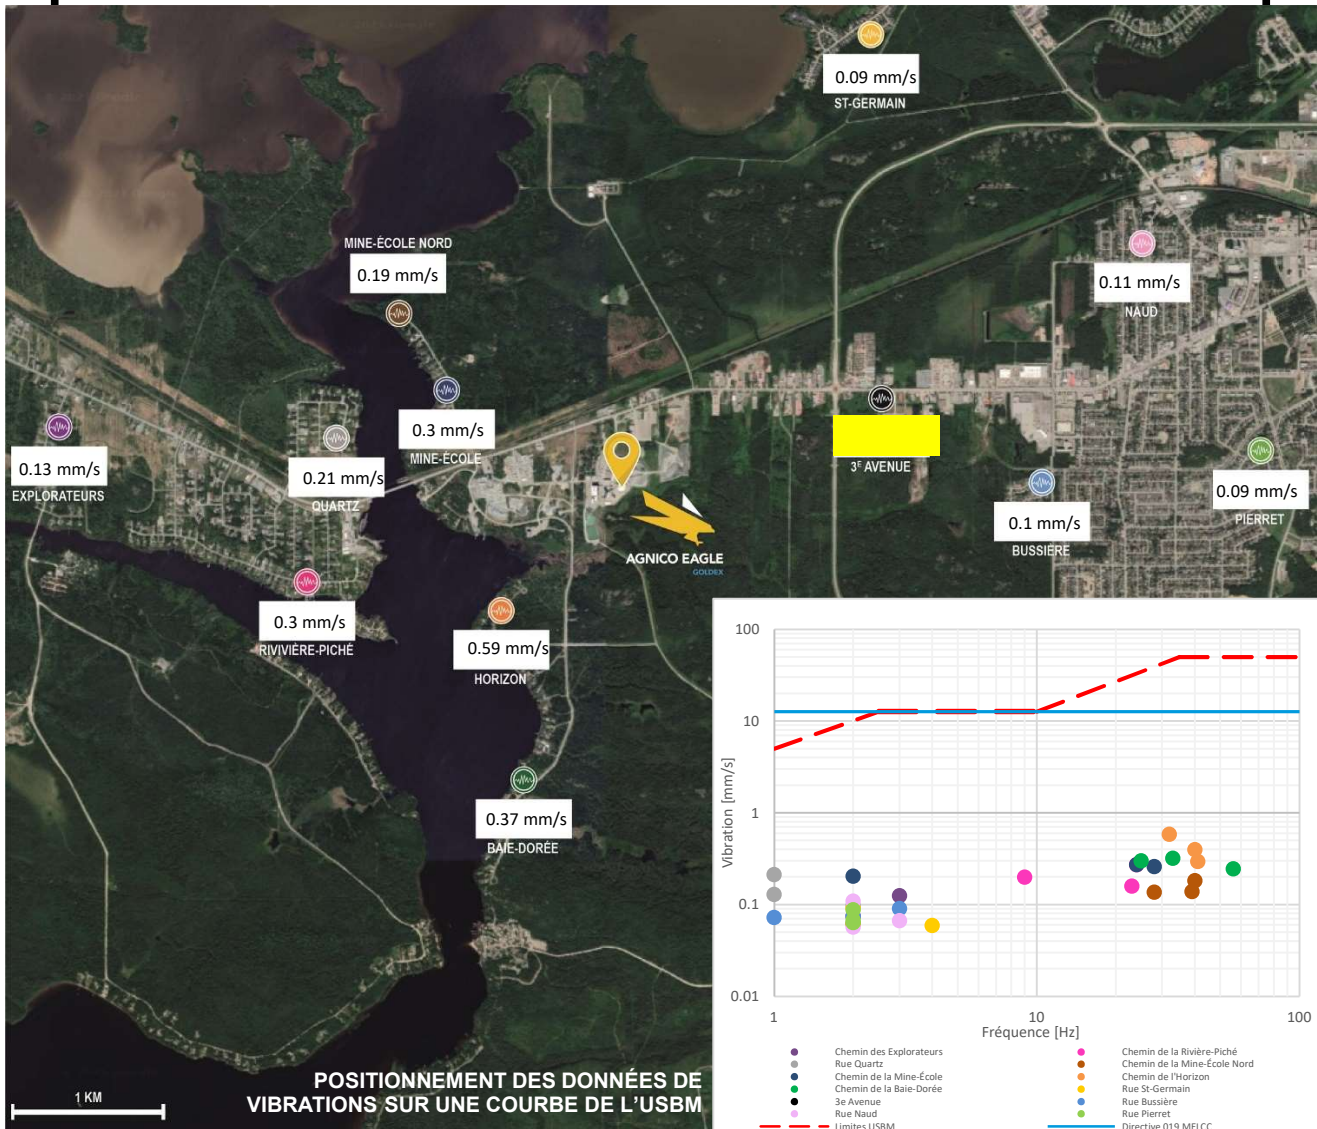 0.09 mm/s
ST-GERMAIN
MINE-ÉCOLE NORD
0.19 mm/s
0.11 mm/s
NAUD
0.3 mm/s
MINE-ÉCOLE
0.13 mm/s
EXPLORATEURS
0.21 mm/s
QUARTZ
3E AVENUE
0.09 mm/s
PIERRET
0.1 mm/s
BUSSIÈRE
AGNICO EAGLE
GOLDEX
0.3 mm/s
RIVIVIÈRE-PICHÉ
0.59 mm/s
HORIZON
0.37 mm/s
BAIE-DORÉE
POSITIONNEMENT DES DONNÉES DE
VIBRATIONS SUR UNE COURBE DE L'USBM
1 KM
100
10
1
0.1
0.01
Vibration [mm/s]
1
10
100
Fréquence [Hz]
Chemin des Explorateurs
Chemin de la Rivière-Piché
Rue Quartz
Chemin de la Mine-École Nord
Chemin de la Mine-École
Chemin de l'Horizon
Chemin de la Baie-Dorée
Rue St-Germain
3e Avenue
Rue Bussière
Rue Naud
Rue Pierret
Limites USBM
Directive 019 MELCC